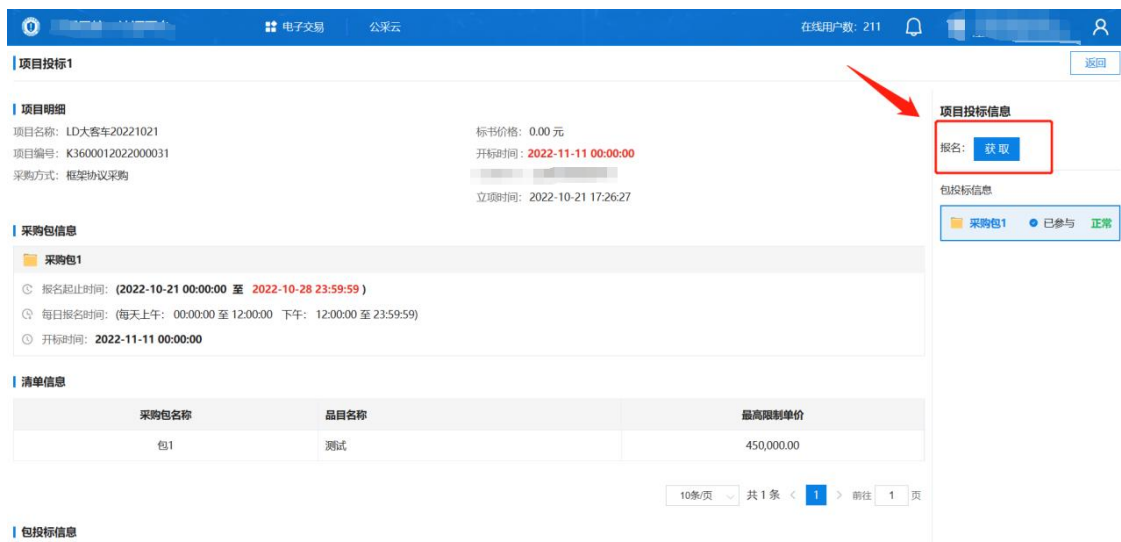 电子交易 公采云 在线用户数：211
项目投标1 返回
项目明细
项目名称：LD大客车20221021 标书价格：0.00 元
项目编号：K3600012022000031 开标时间：2022-11-11 00:00:00
采购方式：框架协议采购
立项时间：2022-10-21 17:26:27
采购包信息
采购包1
报名起止时间：(2022-10-21 00:00:00 至 2022-10-28 23:59:59 )
每日报名时间：(每天上午： 00:00:00 至 12:00:00 下午： 12:00:00 至 23:59:59)
开标时间：2022-11-11 00:00:00
清单信息
采购包名称 品目名称 最高限制单价
包1 测试 450,000.00
10条/页 共 1 条 < 1 > 前往 1 页
包投标信息
项目投标信息
报名： 获取
包投标信息
采购包1 已参与 正常